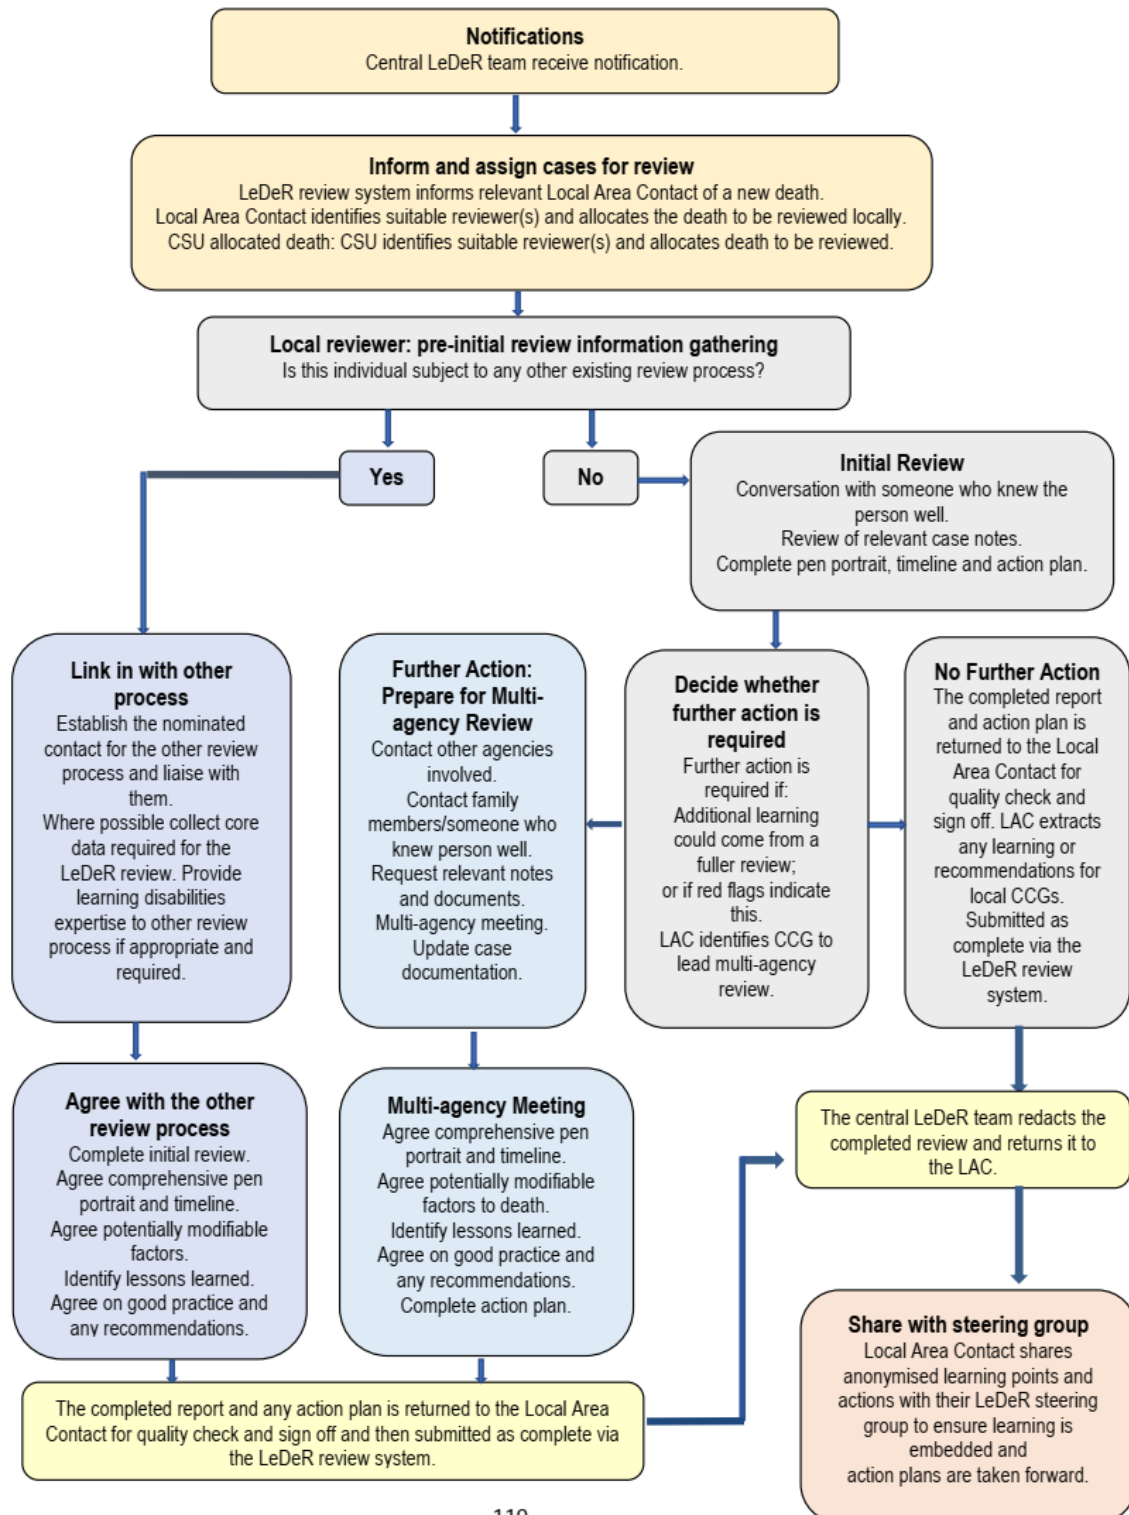 Notifications
Central LeDeR team receive notification.
Inform and assign cases for review
LeDeR review system informs relevant Local Area Contact of a new death.
Local Area Contact identifies suitable reviewer(s) and allocates the death to be reviewed locally.
CSU allocated death: CSU identifies suitable reviewer(s) and allocates death to be reviewed.
Local reviewer: pre-initial review information gathering
Is this individual subject to any other existing review process?
Yes
No
Initial Review
Conversation with someone who knew the
person well.
Review of relevant case notes.
Complete pen portrait, timeline and action plan.
Link in with other
process
Establish the nominated
contact for the other review
process and liaise with
them.
Where possible collect core
data required for the
LeDeR review. Provide
learning disabilities
expertise to other review
process if appropriate and
required.
Further Action:
Prepare for Multi-
agency Review
Contact other agencies
involved.
Contact family
members/someone who
knew person well.
Request relevant notes
and documents.
Multi-agency meeting.
Update case
documentation.
Decide whether
further action is
required
Further action is
required if:
Additional learning
could come from a
fuller review;
or if red flags indicate
this.
LAC identifies CCG to
lead multi-agency
review.
No Further Action
The completed report
and action plan is
returned to the Local
Area Contact for
quality check and
sign off. LAC extracts
any learning or
recommendations for
local CCGs.
Submitted as
complete via the
LeDeR review
system.
Agree with the other
review process
Complete initial review.
Agree comprehensive pen
portrait and timeline.
Agree potentially modifiable
factors.
Identify lessons learned.
Agree on good practice and
any recommendations.
Multi-agency Meeting
Agree comprehensive pen
portrait and timeline.
Agree potentially modifiable
factors to death.
Identify lessons learned.
Agree on good practice and
any recommendations.
Complete action plan.
The central LeDeR team redacts the
completed review and returns it to
the LAC.
Share with steering group
Local Area Contact shares
anonymised learning points and
actions with their LeDeR steering
group to ensure learning is
embedded and
action plans are taken forward.
The completed report and any action plan is returned to the Local Area
Contact for quality check and sign off and then submitted as complete via
the LeDeR review system.